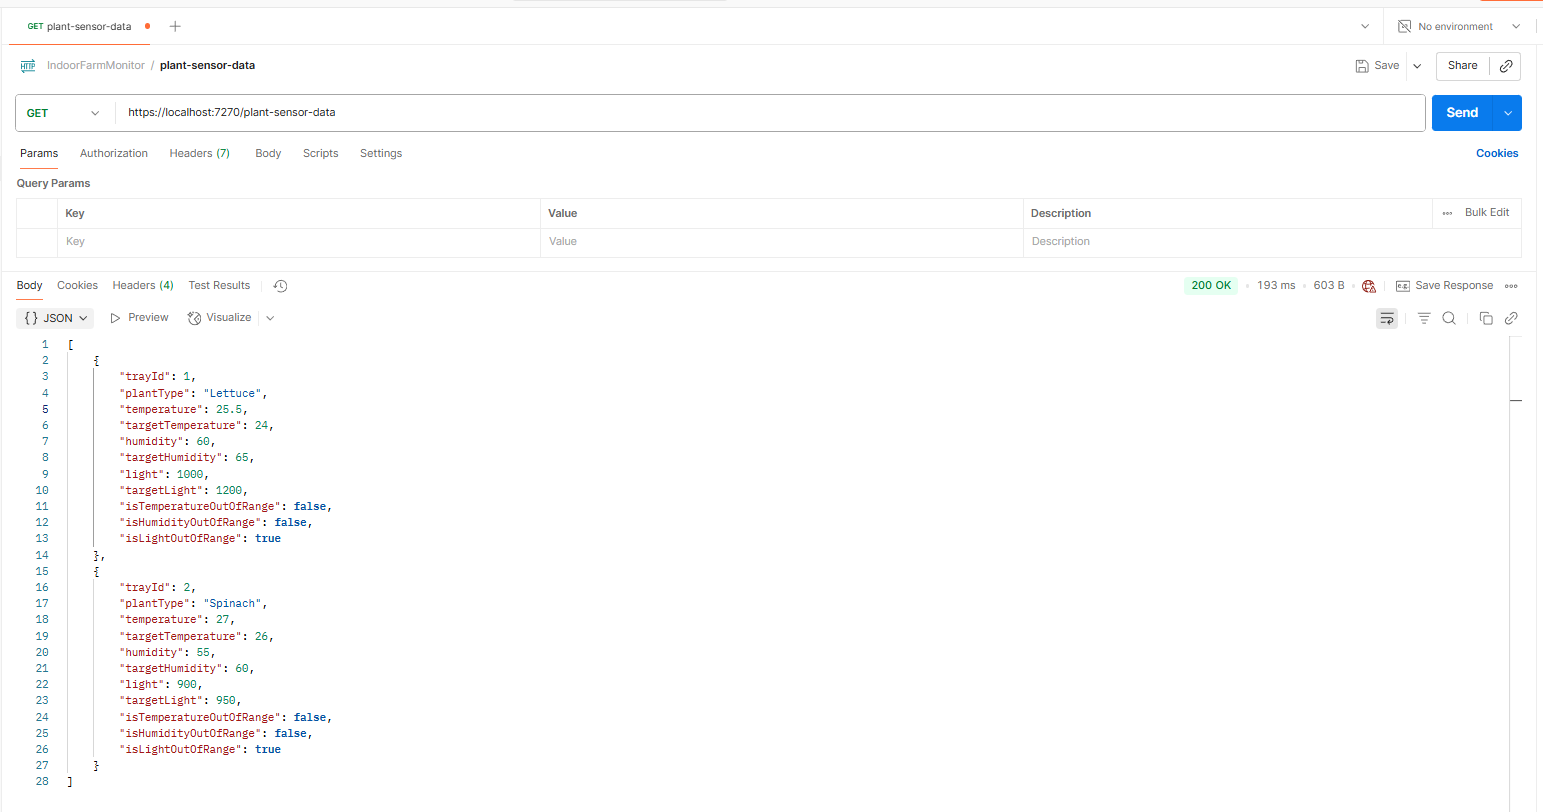 GET plant-sensor-data
No environment
HTTP IndoorFarmMonitor / plant-sensor-data
Save Share
GET https://localhost:7270/plant-sensor-data Send
Params Authorization Headers (7) Body Scripts Settings Cookies
Query Params
Key Value Description Bulk Edit
Key Value Description
Body Cookies Headers (4) Test Results 200 OK 193 ms 603 B e.g. Save Response
{} JSON Preview Visualize
1 [
2 {
3 "trayId": 1,
4 "plantType": "Lettuce",
5 "temperature": 25.5,
6 "targetTemperature": 24,
7 "humidity": 60,
8 "targetHumidity": 65,
9 "light": 1000,
10 "targetLight": 1200,
11 "isTemperatureOutOfRange": false,
12 "isHumidityOutOfRange": false,
13 "isLightOutOfRange": true
14 },
15 {
16 "trayId": 2,
17 "plantType": "Spinach",
18 "temperature": 27,
19 "targetTemperature": 26,
20 "humidity": 55,
21 "targetHumidity": 60,
22 "light": 900,
23 "targetLight": 950,
24 "isTemperatureOutOfRange": false,
25 "isHumidityOutOfRange": false,
26 "isLightOutOfRange": true
27 }
28 ]